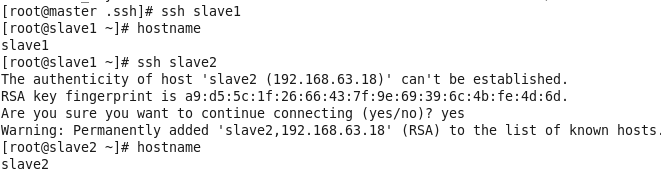 [root@master .ssh]# ssh slave1
[root@slave1 ~]# hostname
slave1
[root@slave1 ~]# ssh slave2
The authenticity of host 'slave2 (192.168.63.18)' can't be established.
RSA key fingerprint is a9:d5:5c:1f:26:66:43:7f:9e:69:39:6c:4b:fe:4d:6d.
Are you sure you want to continue connecting (yes/no)? yes
Warning: Permanently added 'slave2,192.168.63.18' (RSA) to the list of known hosts.
[root@slave2 ~]# hostname
slave2